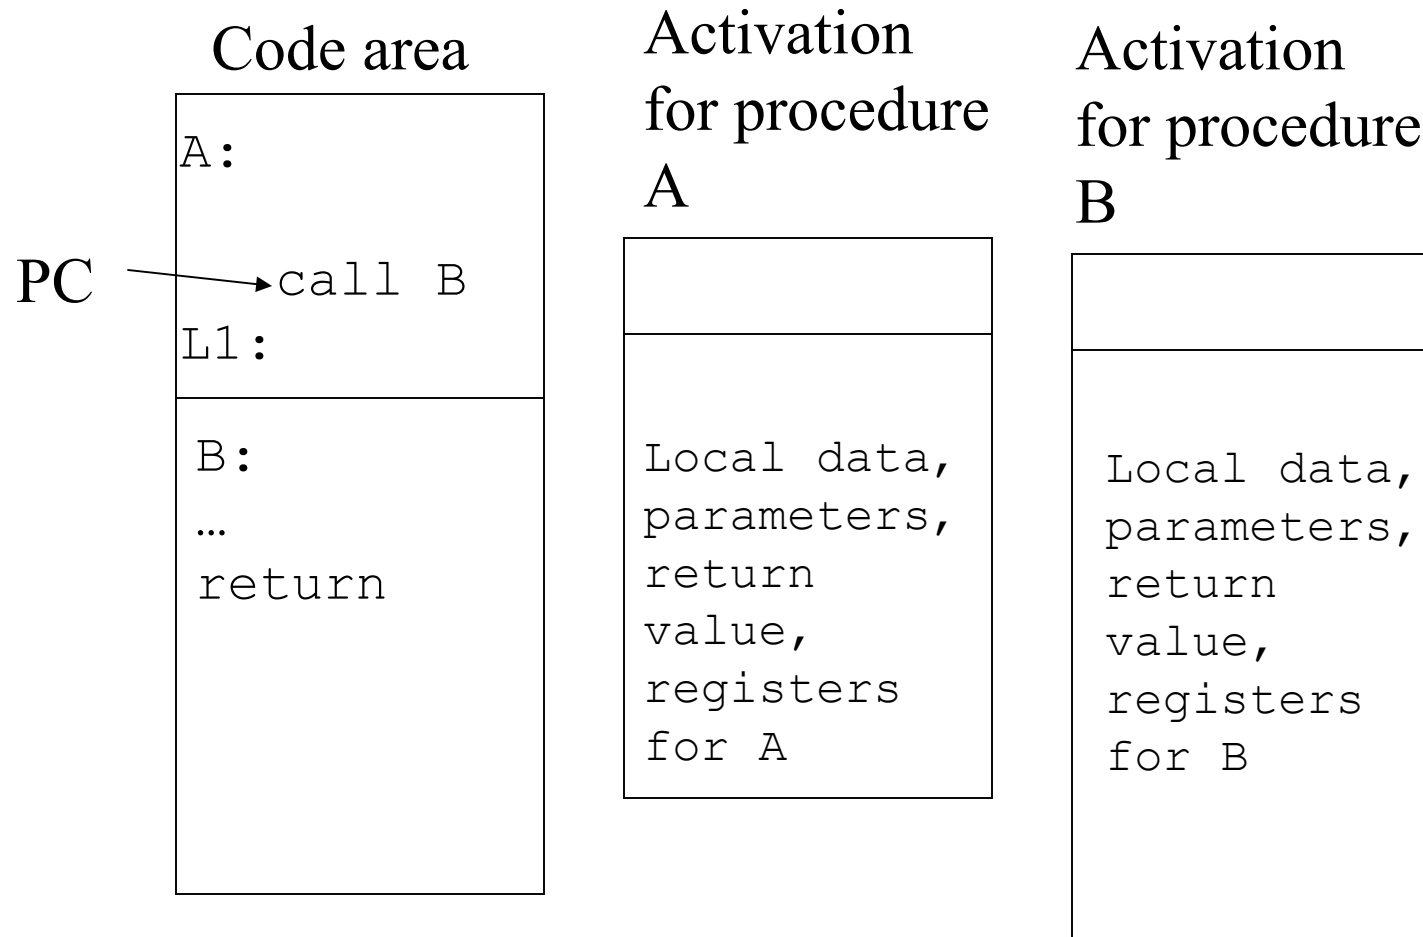 Code area
A:
PC
call B
L1:
B:
…
return
Activation
for procedure
A
Local data,
parameters,
return
value,
registers
for A
Activation
for procedure
B
Local data,
parameters,
return
value,
registers
for B